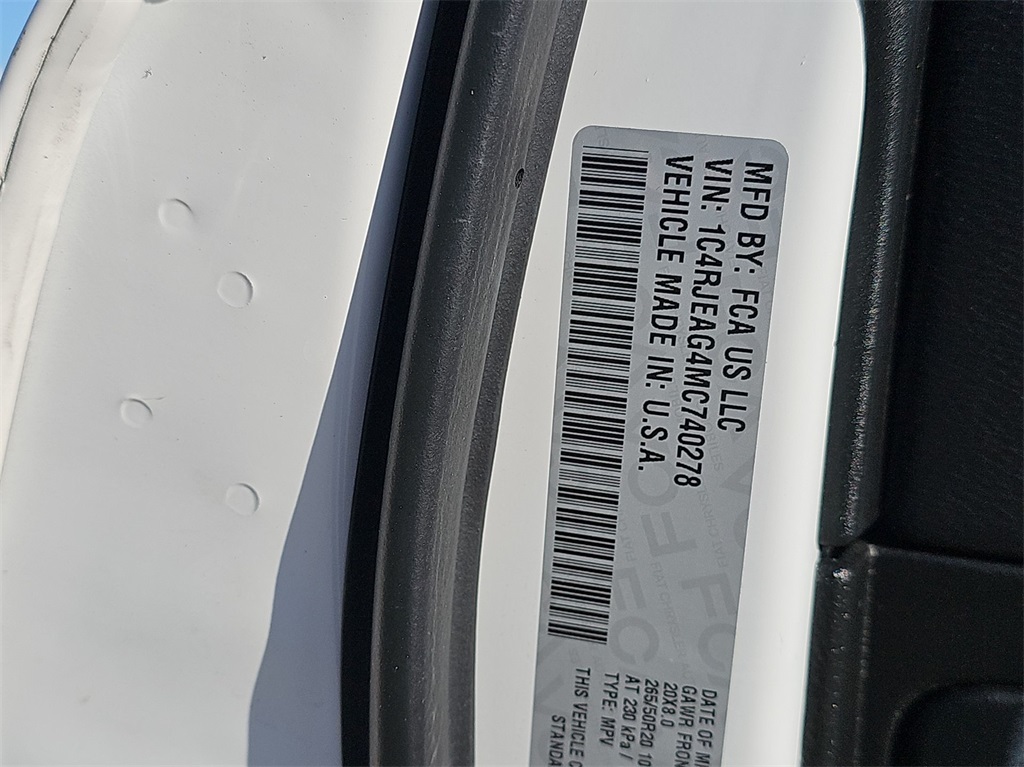 MFD BY: FCA US LLC
VIN: 1C4RJEAG4MC740278
VEHICLE MADE IN: U.S.A.
DATE OF
GAWR FRON
20X8.0
265/50R20 10
AT 230 kPa /
TYPE: MPV
THIS VEHICLE
STANDA